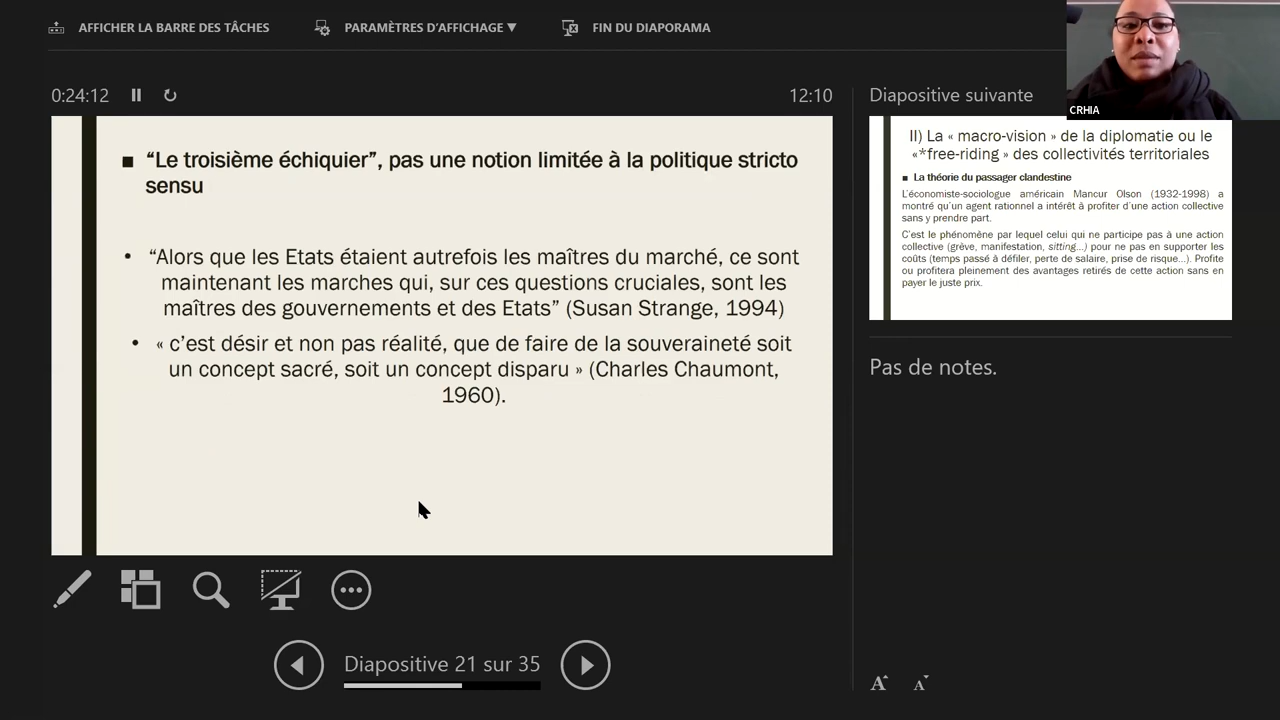 AFFICHER LA BARRE DES TÂCHES
PARAMÈTRES D'AFFICHAGE ▼
FIN DU DIAPORAMA
CRHIA
0:24:12
12:10
Diapositive suivante
■ “Le troisième échiquier”, pas une notion limitée à la politique stricto
sensu
• “Alors que les Etats étaient autrefois les maîtres du marché, ce sont
maintenant les marches qui, sur ces questions cruciales, sont les
maîtres des gouvernements et des Etats” (Susan Strange, 1994)
• « c’est désir et non pas réalité, que de faire de la souveraineté soit
un concept sacré, soit un concept disparu » (Charles Chaumont,
1960).
II) La « macro-vision » de la diplomatie ou le
«*free-riding » des collectivités territoriales
■ La théorie du passager clandestine
L’économiste-sociologue américain Mancur Olson (1932-1998) a
montré qu’un agent rationnel a intérêt à profiter d’une action collective
sans y prendre part.
C’est le phénomène par lequel celui qui ne participe pas à une action
collective (grève, manifestation, sitting...) pour ne pas en supporter les
coûts (temps passé à défiler, perte de salaire, prise de risque...). Profite
ou profitera pleinement des avantages retirés de cette action sans en
payer le juste prix.
Pas de notes.
Diapositive 21 sur 35
A A